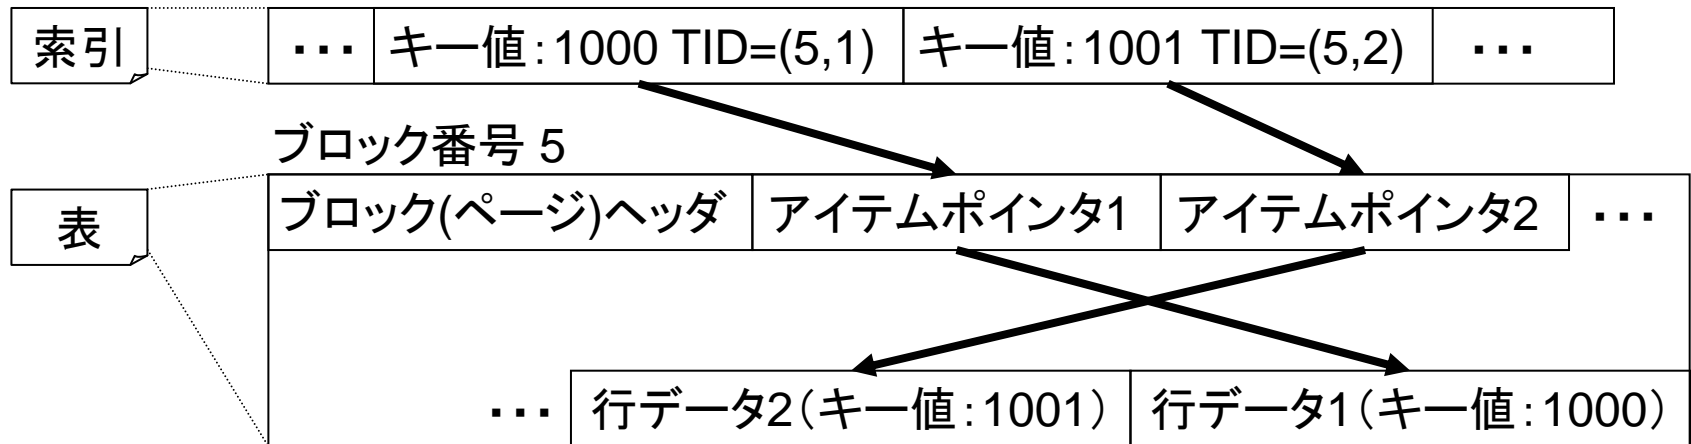 索引
・・・ キー値：1000 TID=(5,1) キー値：1001 TID=(5,2) ・・・
ブロック番号 5
表
ブロック(ページ)ヘッダ アイテムポインタ1 アイテムポインタ2 ・・・
・・・ 行データ2（キー値：1001） 行データ1（キー値：1000）